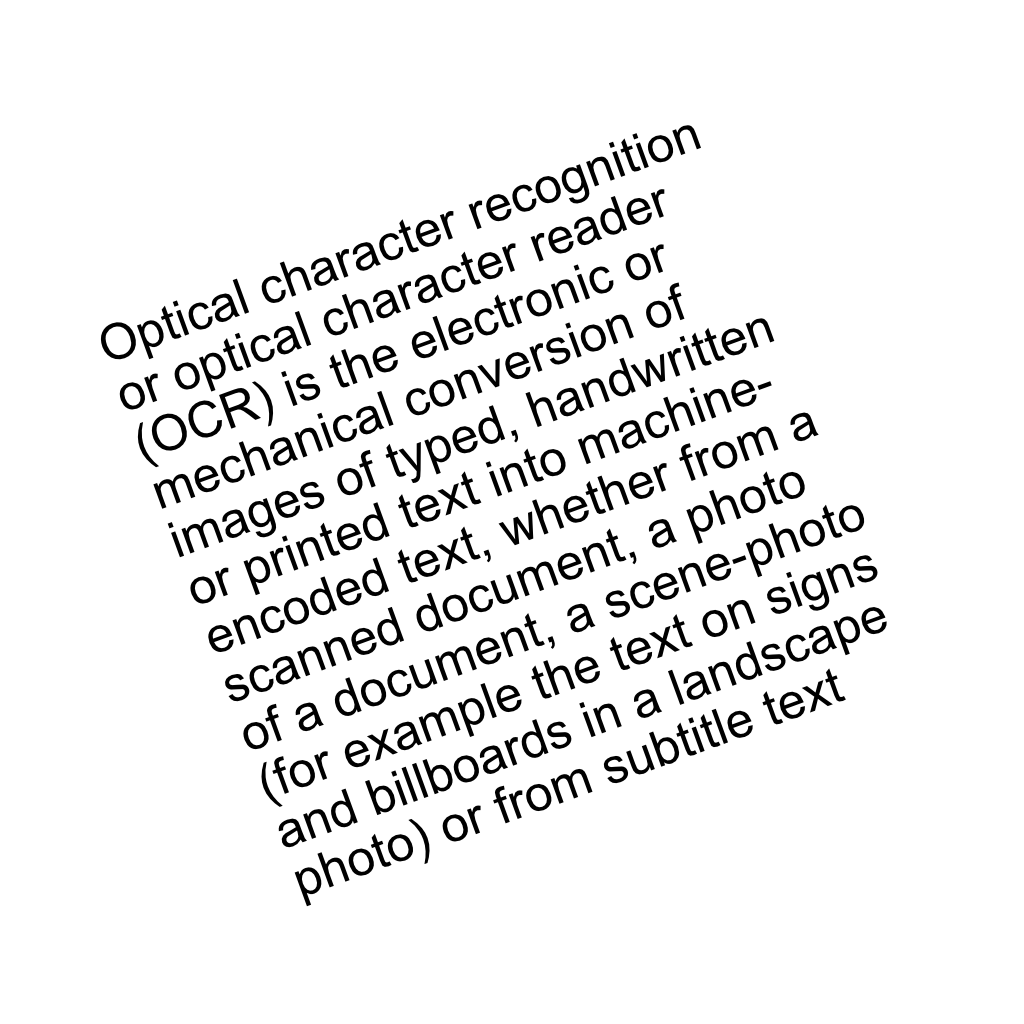 Optical character recognition
or optical character reader
(OCR) is the electronic or
mechanical conversion of
images of typed, handwritten
or printed text into machine-
encoded text, whether from a
scanned document, a photo
of a document, a scene-photo
(for example the text on signs
and billboards in a landscape
photo) or from subtitle text